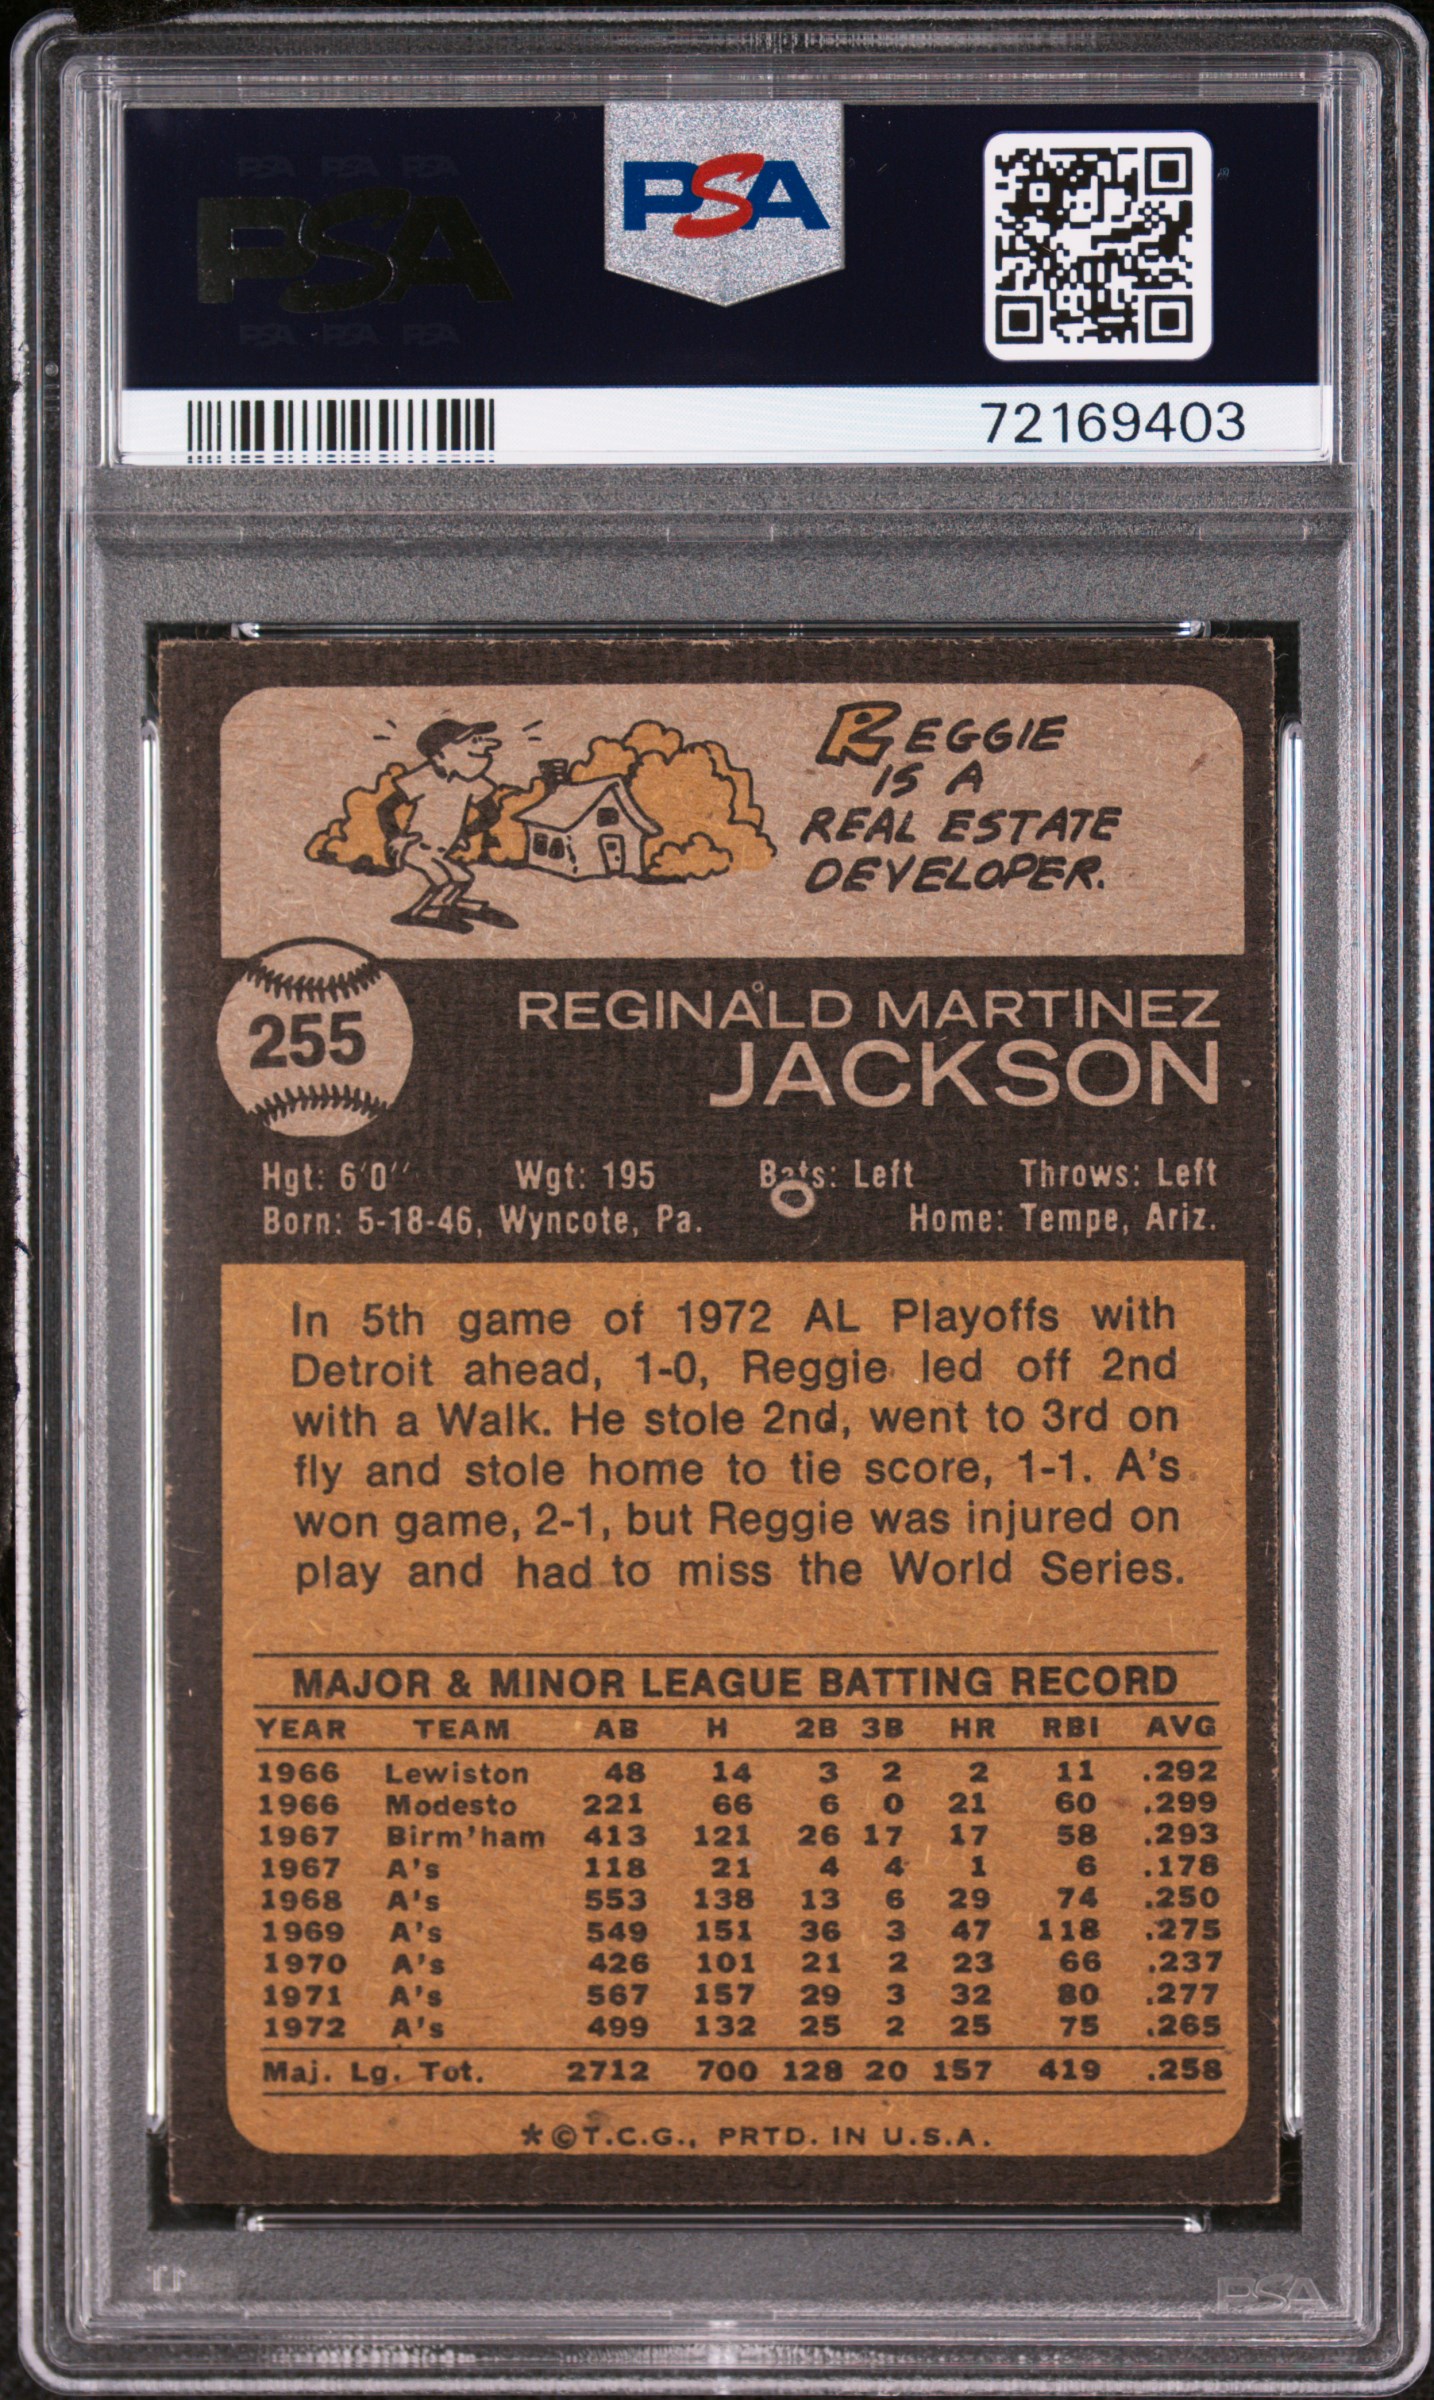 PSA PSA PSA
PSA
PSA PSA PSA
PSA
72169403
REGGIE
IS A
REAL ESTATE
DEVELOPER.
255
REGINALD MARTINEZ
JACKSON
Hgt: 6'0'' Wgt: 195 Bats: Left Throws: Left
Born: 5-18-46, Wyncote, Pa. Home: Tempe, Ariz.
In 5th game of 1972 AL Playoffs with
Detroit ahead, 1-0, Reggie led off 2nd
with a Walk. He stole 2nd, went to 3rd on
fly and stole home to tie score, 1-1. A's
won game, 2-1, but Reggie was injured on
play and had to miss the World Series.
MAJOR & MINOR LEAGUE BATTING RECORD
YEAR TEAM AB H 2B 3B HR RBI AVG
1966 Lewiston 48 14 3 2 2 11 .292
1966 Modesto 221 66 6 0 21 60 .299
1967 Birm'ham 413 121 26 17 17 58 .293
1967 A's 118 21 4 4 1 6 .178
1968 A's 553 138 13 6 29 74 .250
1969 A's 549 151 36 3 47 118 .275
1970 A's 426 101 21 2 23 66 .237
1971 A's 567 157 29 3 32 80 .277
1972 A's 499 132 25 2 25 75 .265
Maj. Lg. Tot. 2712 700 128 20 157 419 .258
*©T.C.G., PRTD. IN U.S.A.
PSA